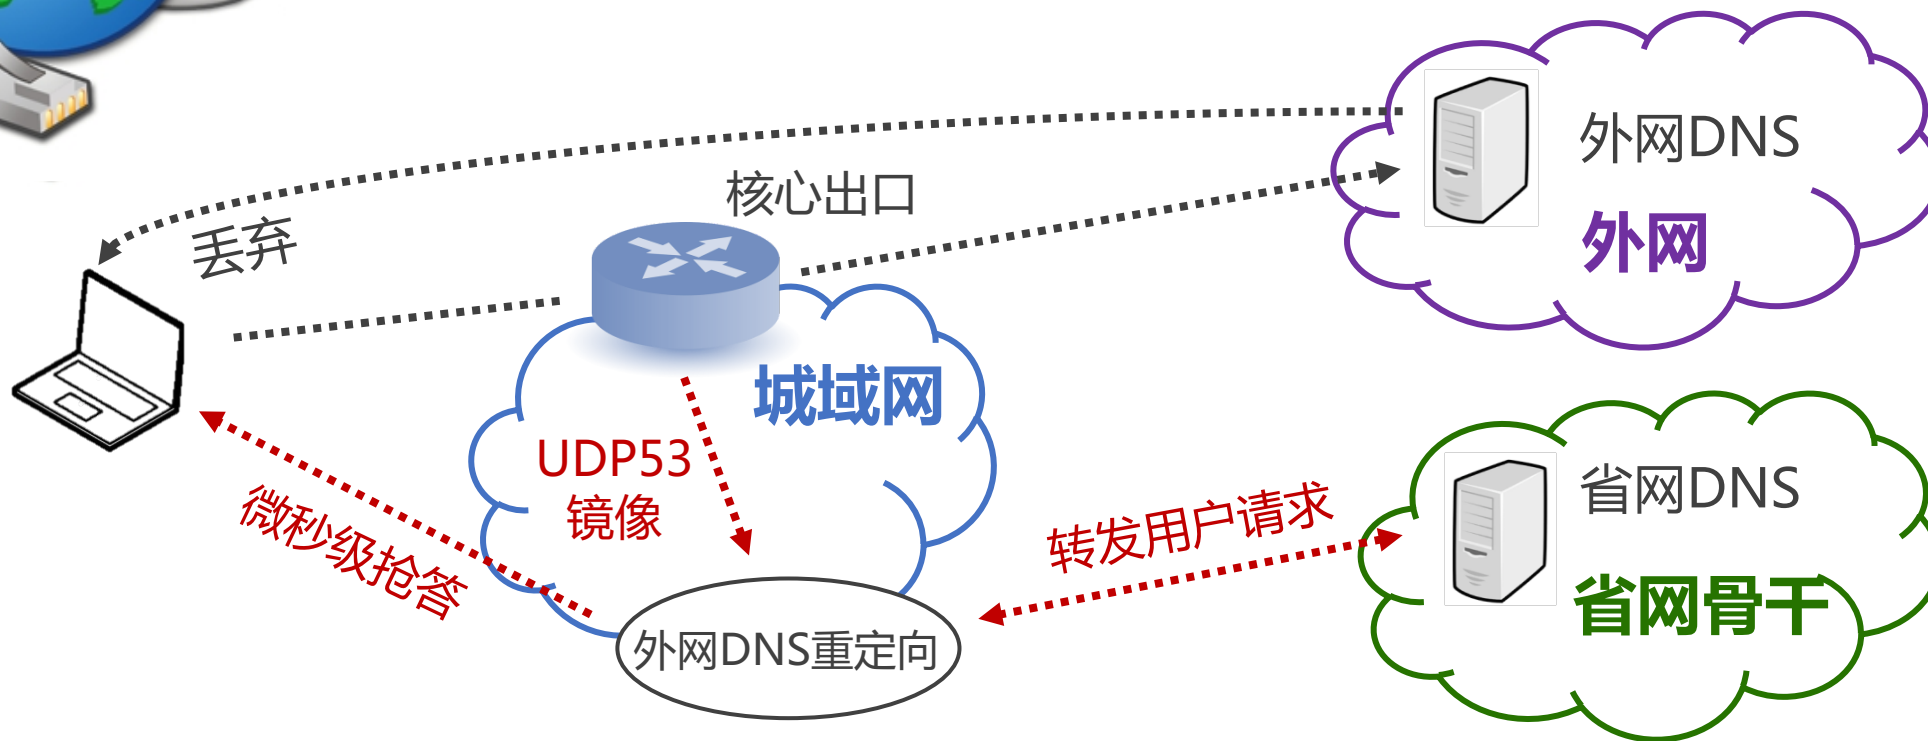 外网DNS
外网
核心出口
丢弃
城域网
UDP53
镜像
微秒级抢答
转发用户请求
省网DNS
省网骨干
外网DNS重定向